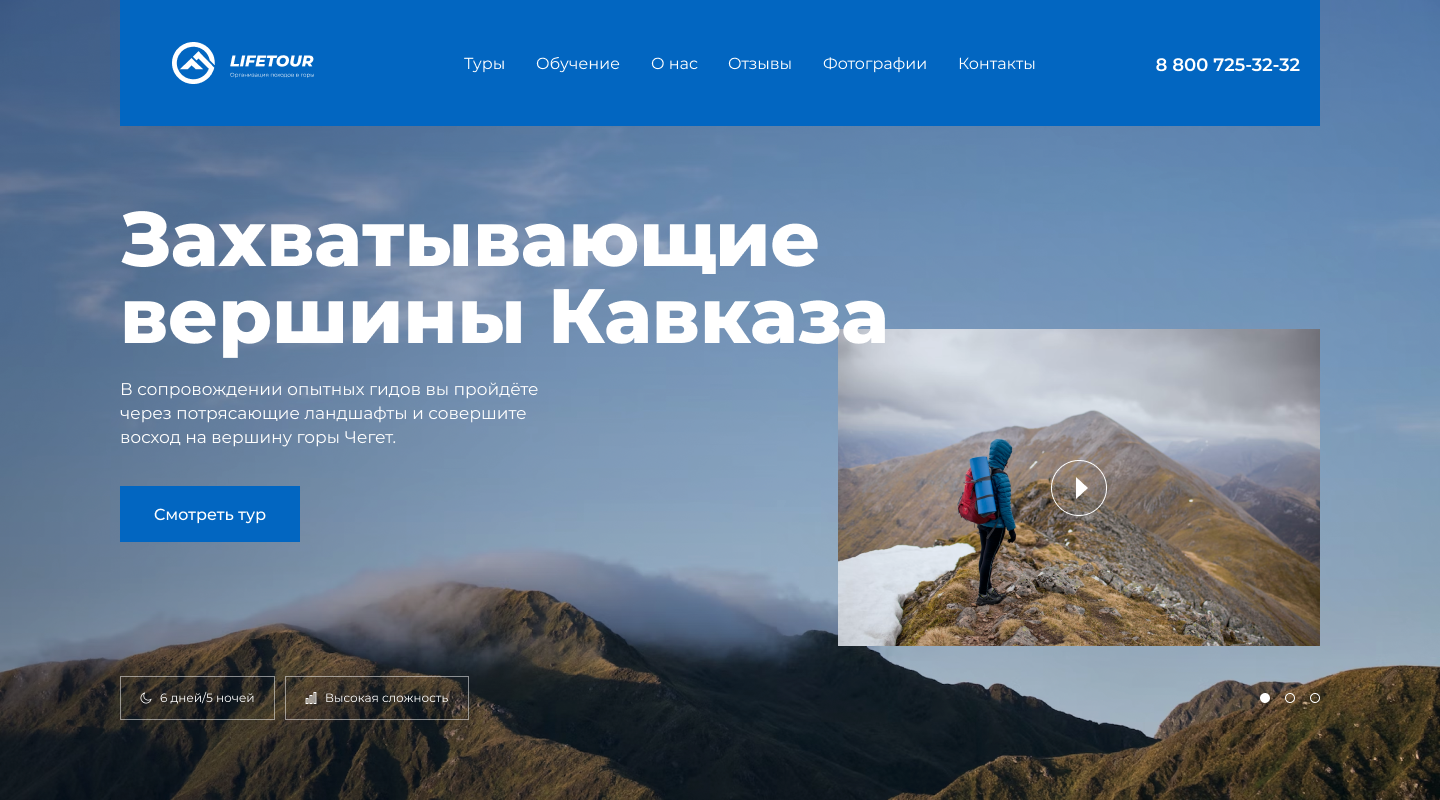 LIFETOUR
Организация походов в горы
Туры
Обучение
О нас
Отзывы
Фотографии
Контакты
8 800 725-32-32
Захватывающие
вершины Кавказа
В сопровождении опытных гидов вы пройдёте
через потрясающие ландшафты и совершите
восход на вершину горы Чегет.
Смотреть тур
6 дней/5 ночей
Высокая сложность